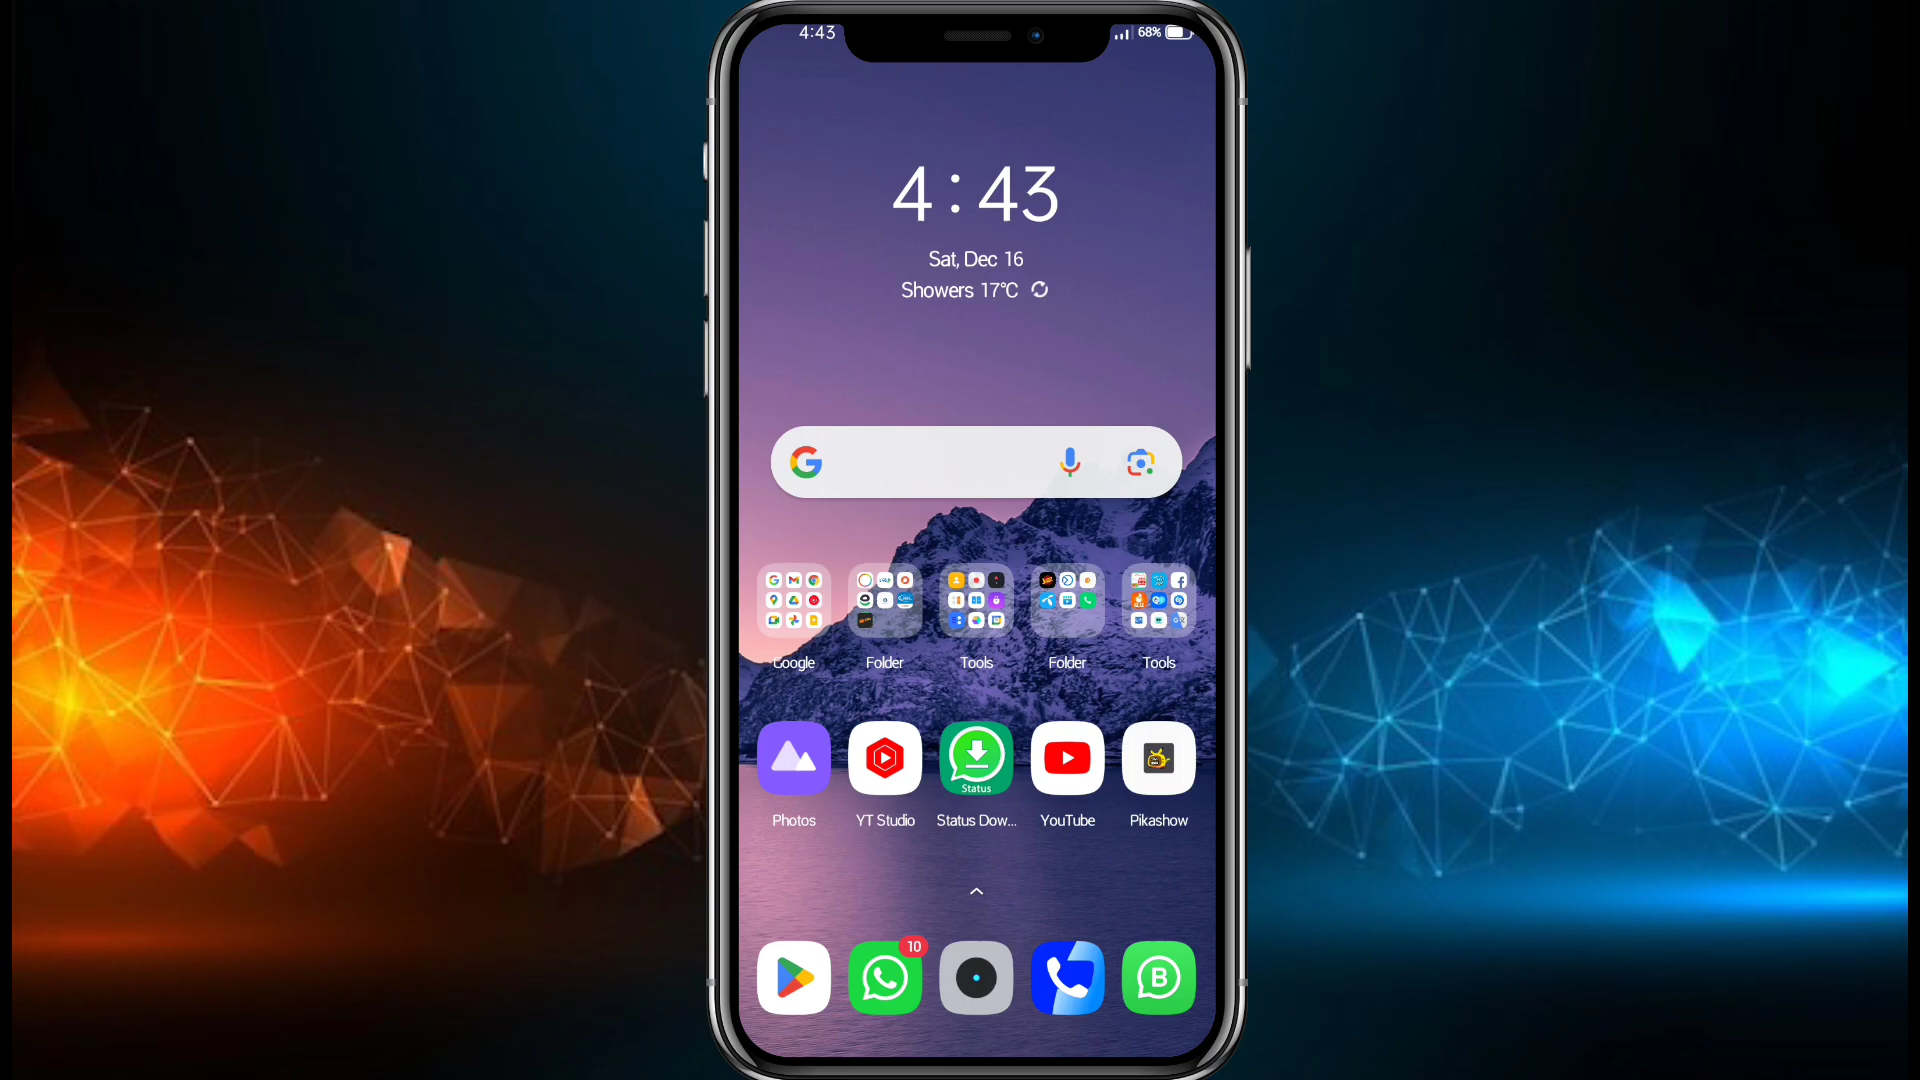 4:43
68%
4:43
Sat, Dec 16
Showers 17°C
Google
Folder
Tools
Folder
Tools
Status
Photos
YT Studio
Status Dow...
YouTube
Pikashow
10
B